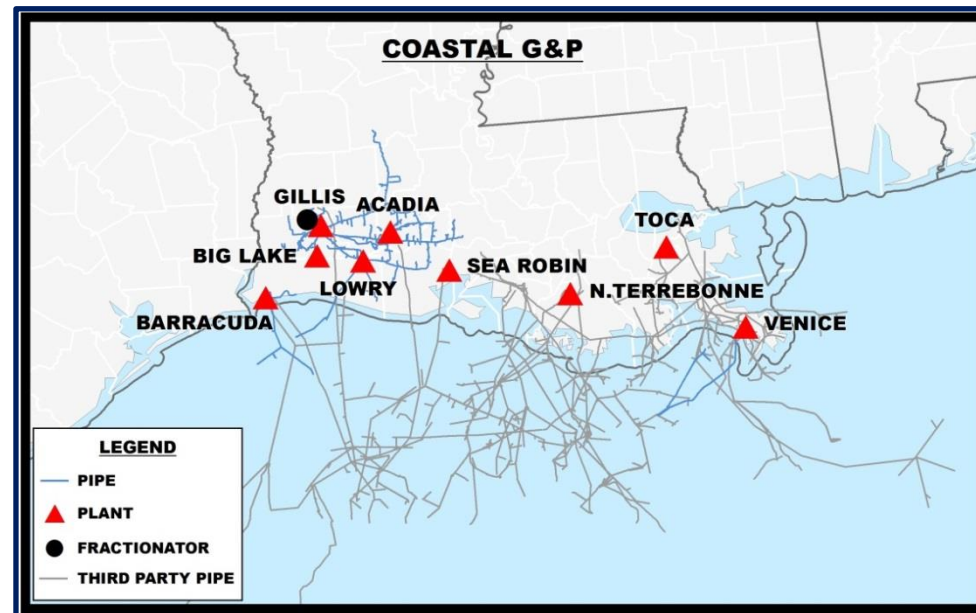 COASTAL G&P
GILLIS
ACADIA
TOCA
BIG LAKE
LOWRY
SEA ROBIN
N.TERREBONNE
BARRACUDA
VENICE
LEGEND
PIPE
PLANT
FRACTIONATOR
THIRD PARTY PIPE